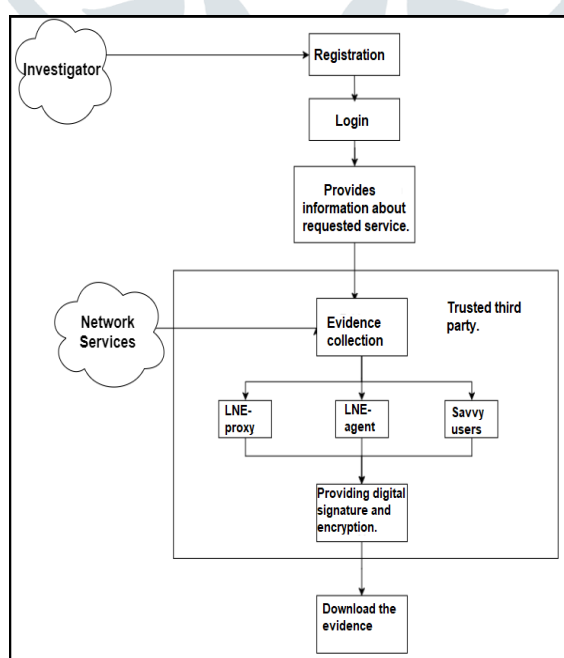 Investigator
Registration
Login
Provides
information about
requested service.
Network
Services
Evidence
collection
Trusted third
party.
LNE-
proxy
LNE-
agent
Savvy
users
Providing digital
signature and
encryption.
Download the
evidence